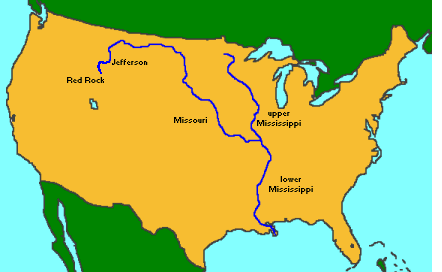 Jefferson
Red Rock
Missouri
upper
Mississippi
lower
Mississippi